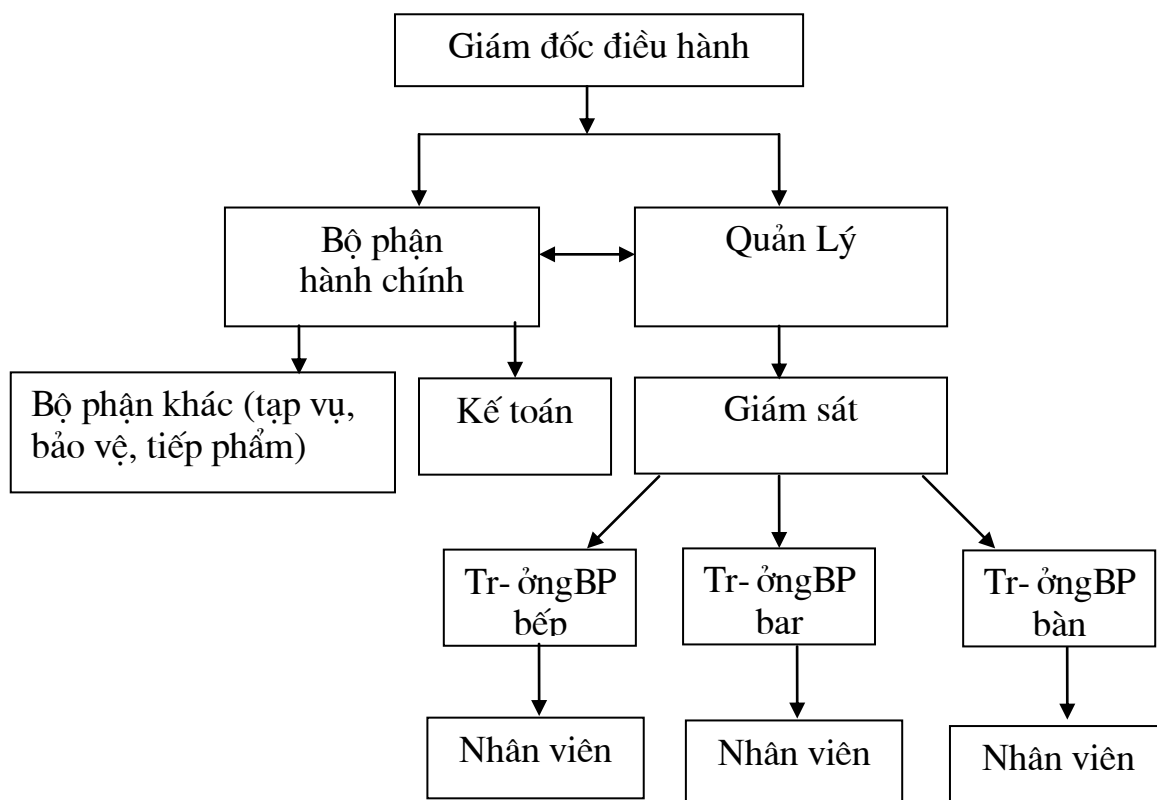 Giám đốc điều hành
Bộ phận
hành chính
Quản Lý
Bộ phận khác (tạp vụ,
bảo vệ, tiếp phẩm)
Kế toán
Giám sát
Tr- ởngBP
bếp
Tr- ởngBP
bar
Tr- ởngBP
bàn
Nhân viên
Nhân viên
Nhân viên